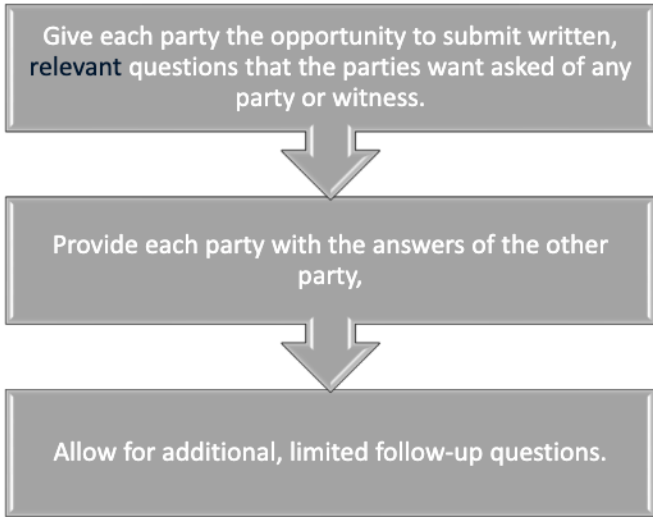 Give each party the opportunity to submit written,
relevant questions that the parties want asked of any
party or witness.
Provide each party with the answers of the other
party,
Allow for additional, limited follow-up questions.